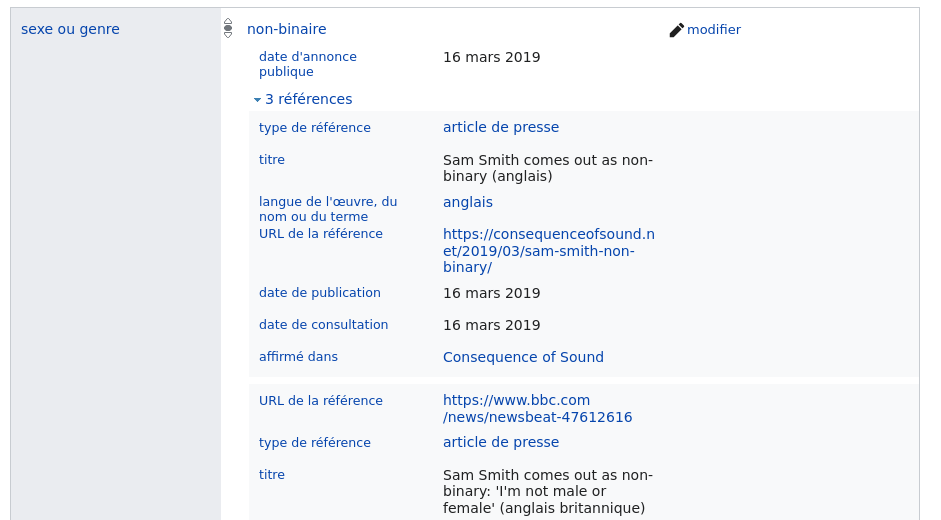 sexe ou genre
non-binaire
modifier
date d'annonce
publique
16 mars 2019
3 références
type de référence
article de presse
titre
Sam Smith comes out as non-
binary (anglais)
langue de l'œuvre, du
nom ou du terme
anglais
URL de la référence
https://consequenceofsound.n
et/2019/03/sam-smith-non-
binary/
date de publication
16 mars 2019
date de consultation
16 mars 2019
affirmé dans
Consequence of Sound
URL de la référence
https://www.bbc.com
/news/newsbeat-47612616
type de référence
article de presse
titre
Sam Smith comes out as non-
binary: 'I'm not male or
female' (anglais britannique)